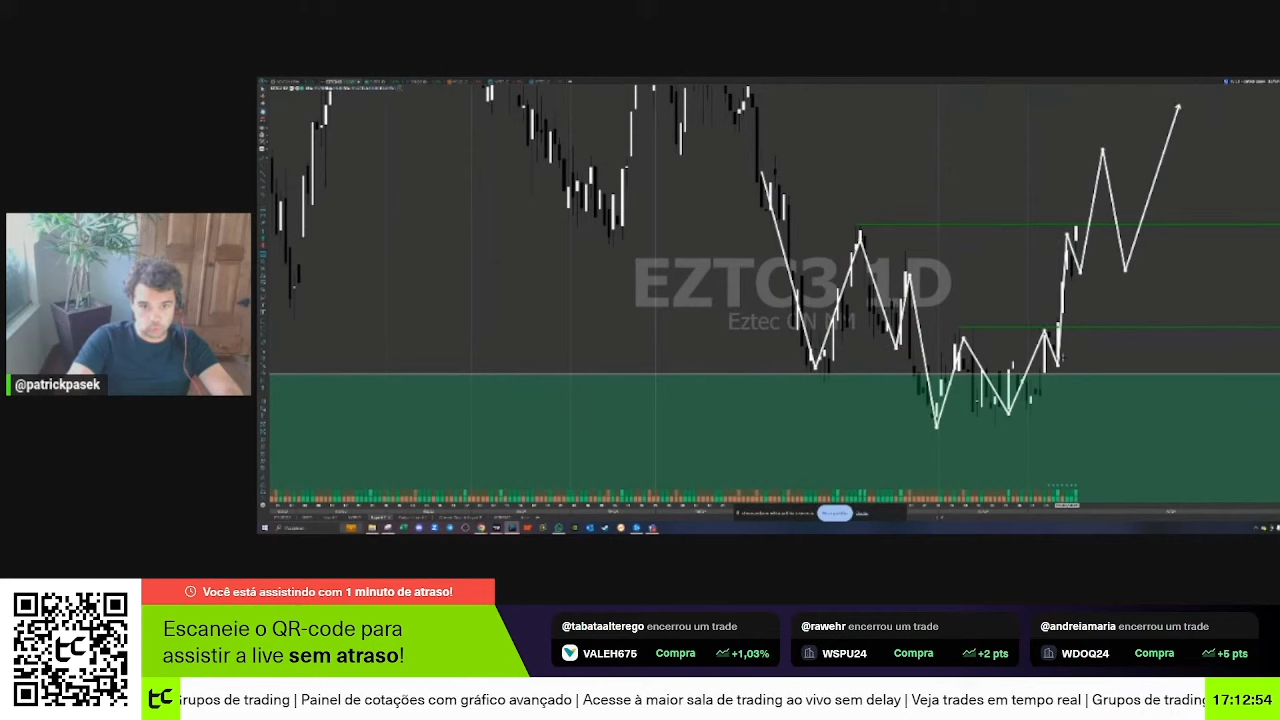 EZTC3 1D
Eztec ON NM
@patrickpasek
Você está assistindo com 1 minuto de atraso!
Escaneie o QR-code para
assistir a live sem atraso!
@tabataalterego encerrou um trade
VALEH675 Compra +1,03%
@rawehr encerrou um trade
WSPU24 Compra +2 pts
@andreiamaria encerrou um trade
WDOQ24 Compra +5 pts
tc
Grupos de trading | Painel de cotações com gráfico avançado | Acesse à maior sala de trading ao vivo sem delay | Veja trades em tempo real | Grupos de trading
17:12:54